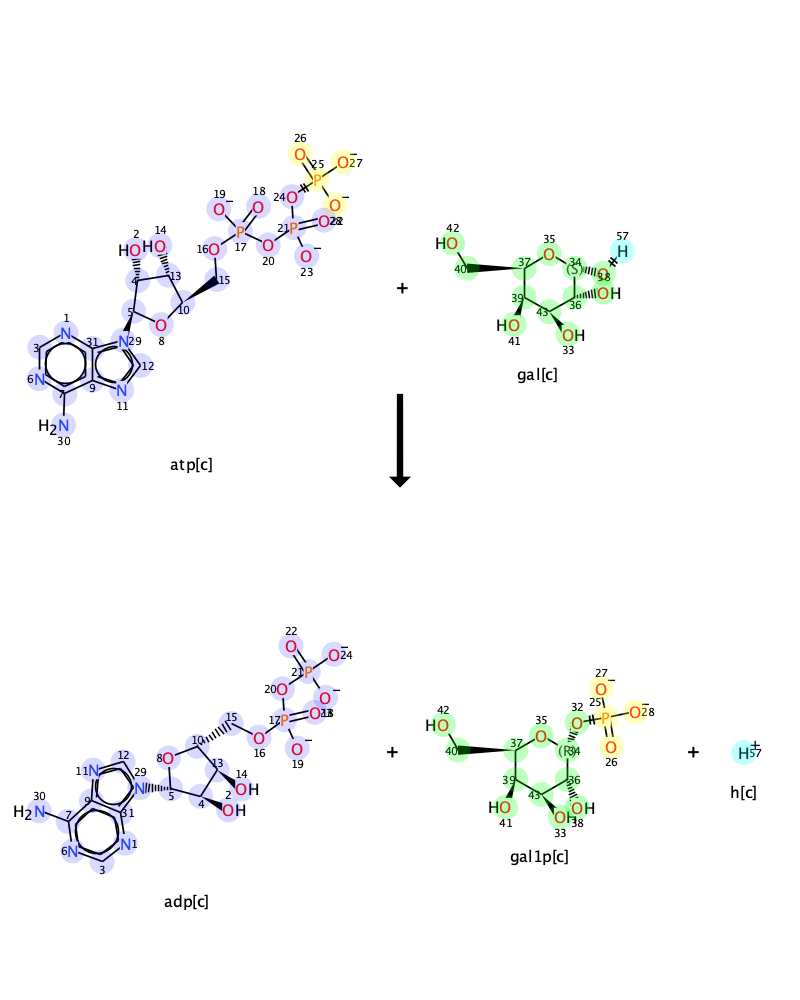 26
25
O
O
−
27
P
24
O
O
−
28
22
O
19
O
−
18
O
P
17
21
P
O
20
O
−
23
2
HO
14
HO
16
O
4
13
15
5
O
8
10
1
N
31
N
29
3
6
N
7
9
N
11
12
H₂N
30
atp[c]
+
42
HO
40
35
O
37
34
(S)
57
H
O
38
OH
36
39
43
HO
41
OH
33
gal[c]
22
O
O
−
24
21
P
20
O
O
−
17
P
O
O
−
19
15
O
16
10
8
O
13
14
OH
5
4
2
OH
11
N
12
29
N
9
31
30
H₂N
7
6
N
N
1
3
adp[c]
+
27
O
−
32
O
25
P
O
−
28
O
26
42
HO
40
35
O
37
(R)
34
36
39
43
HO
41
OH
38
OH
33
gal1p[c]
+
H
+
57
h[c]